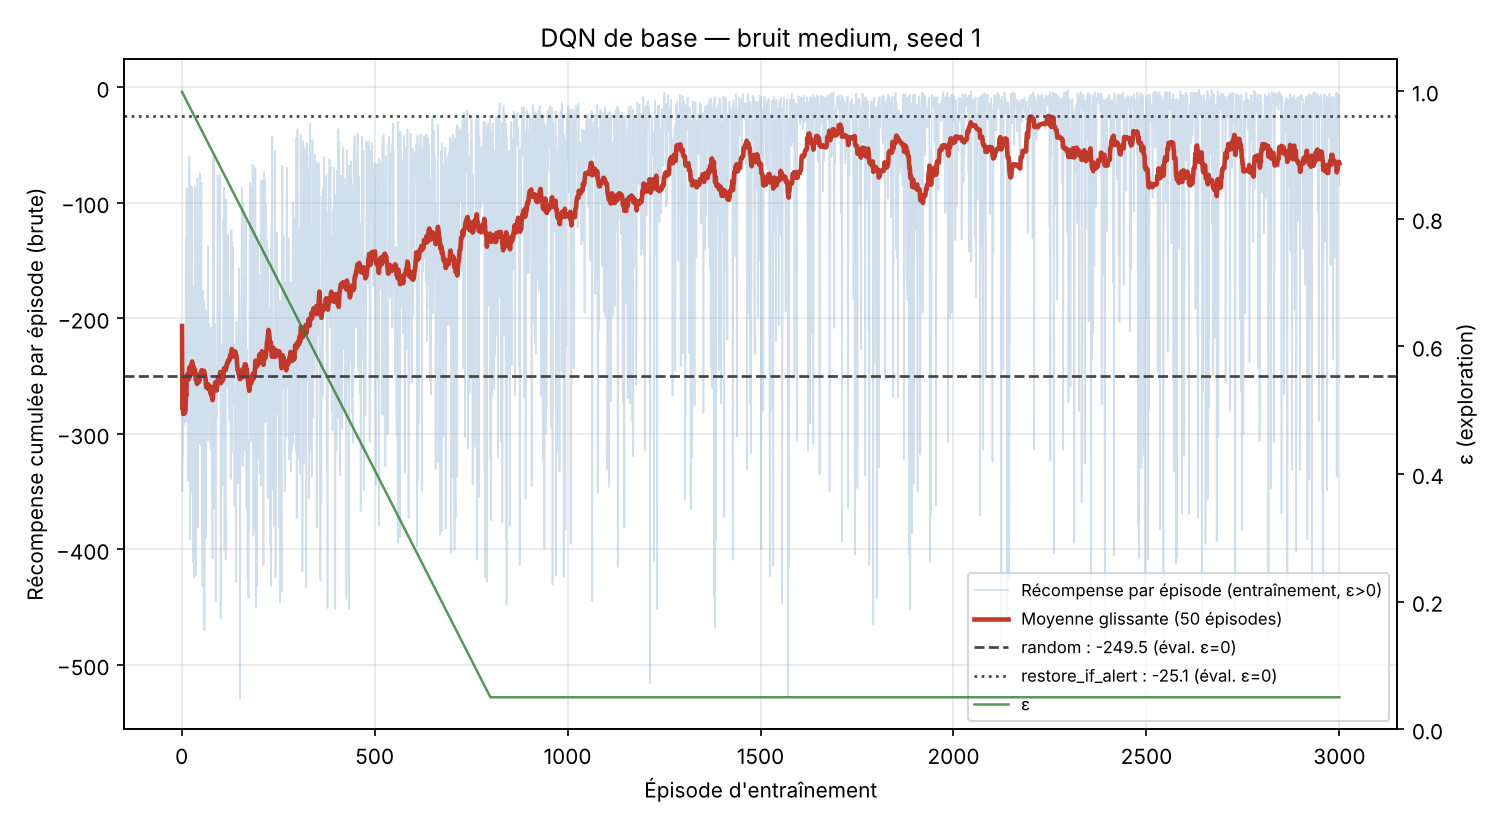 DQN de base — bruit medium, seed 1
Récompense cumulée par épisode (brute)
0
−100
−200
−300
−400
−500
1.0
0.8
0.6
0.4
0.2
0.0
ε (exploration)
Récompense par épisode (entraînement, ε>0)
Moyenne glissante (50 épisodes)
random : -249.5 (éval. ε=0)
restore_if_alert : -25.1 (éval. ε=0)
ε
0 500 1000 1500 2000 2500 3000
Épisode d'entraînement